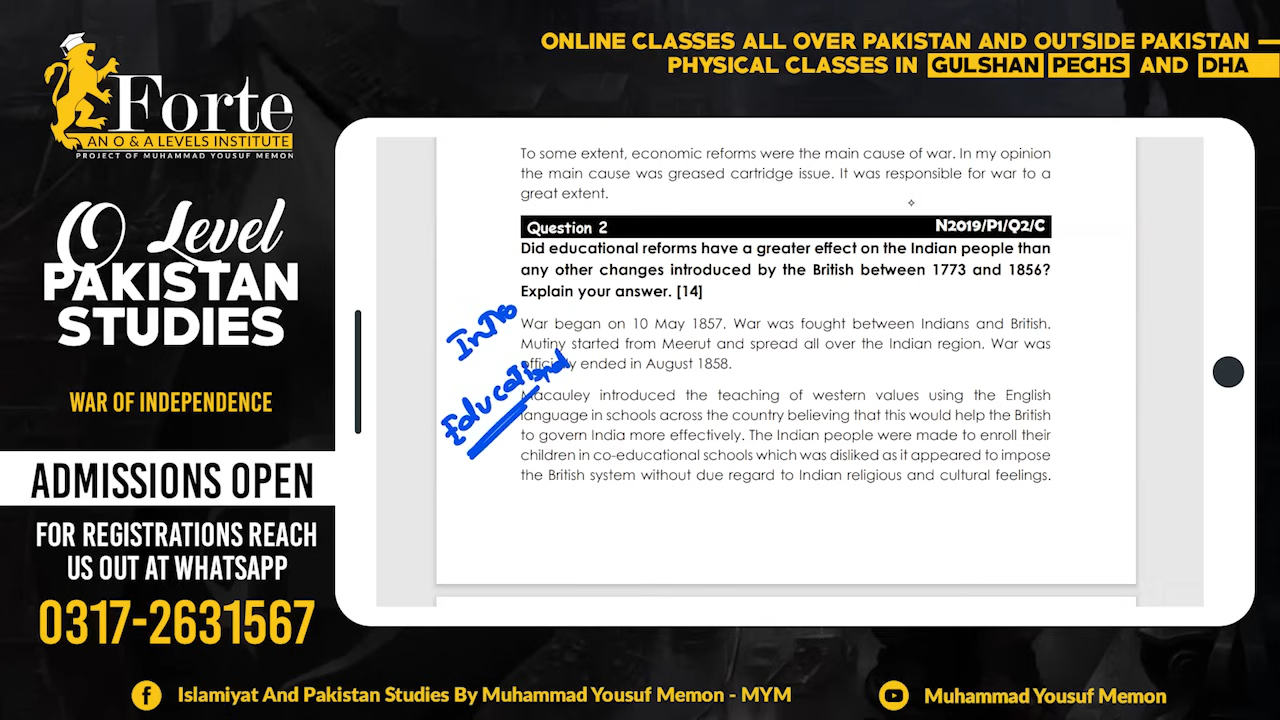 Forte
AN O & A LEVELS INSTITUTE
PROJECT OF MUHAMMAD YOUSUF MEMON
O Level
PAKISTAN
STUDIES
WAR OF INDEPENDENCE
ADMISSIONS OPEN
FOR REGISTRATIONS REACH
US OUT AT WHATSAPP
0317-2631567
ONLINE CLASSES ALL OVER PAKISTAN AND OUTSIDE PAKISTAN
PHYSICAL CLASSES IN GULSHAN PECHS AND DHA
To some extent, economic reforms were the main cause of war. In my opinion
the main cause was greased cartridge issue. It was responsible for war to a
great extent.
Question 2 N2019/P1/Q2/C
Did educational reforms have a greater effect on the Indian people than
any other changes introduced by the British between 1773 and 1856?
Explain your answer. [14]
Intro
War began on 10 May 1857. War was fought between Indians and British.
Mutiny started from Meerut and spread all over the Indian region. War was
officially ended in August 1858.
Educational
Macauley introduced the teaching of western values using the English
language in schools across the country believing that this would help the British
to govern India more effectively. The Indian people were made to enroll their
children in co-educational schools which was disliked as it appeared to impose
the British system without due regard to Indian religious and cultural feelings.
Islamiyat And Pakistan Studies By Muhammad Yousuf Memon - MYM
Muhammad Yousuf Memon